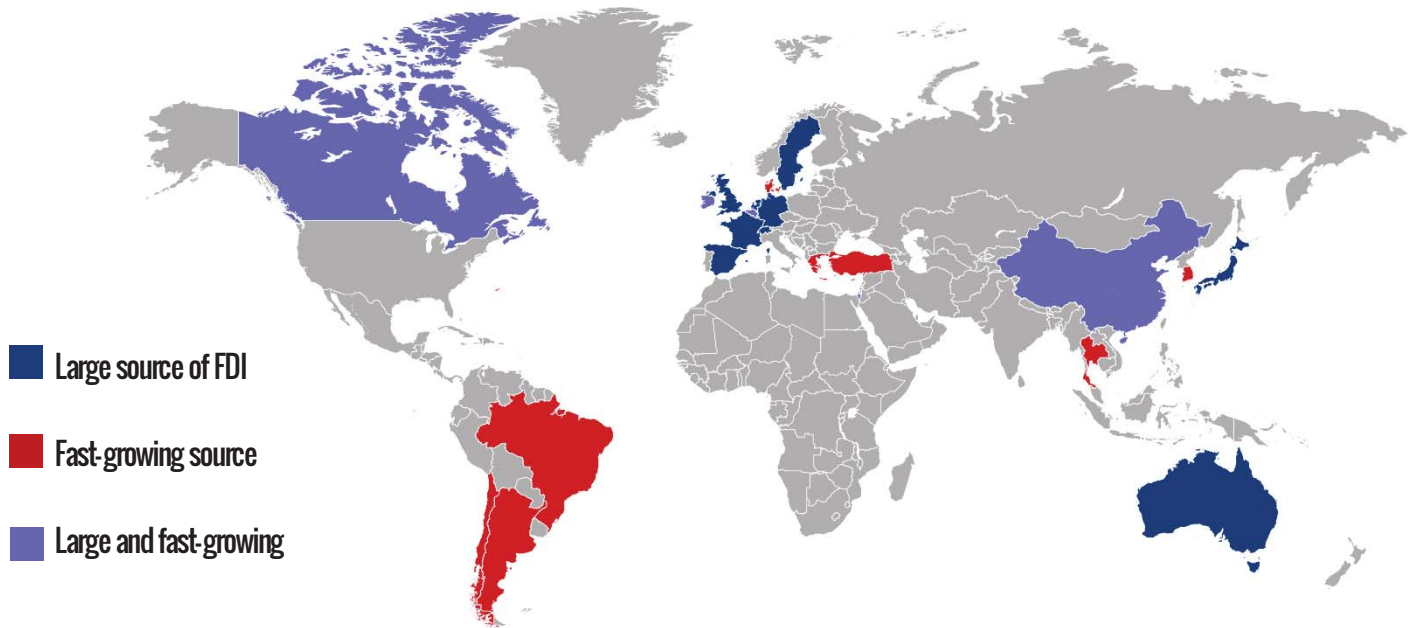 Large source of FDI
Fast-growing source
Large and fast-growing